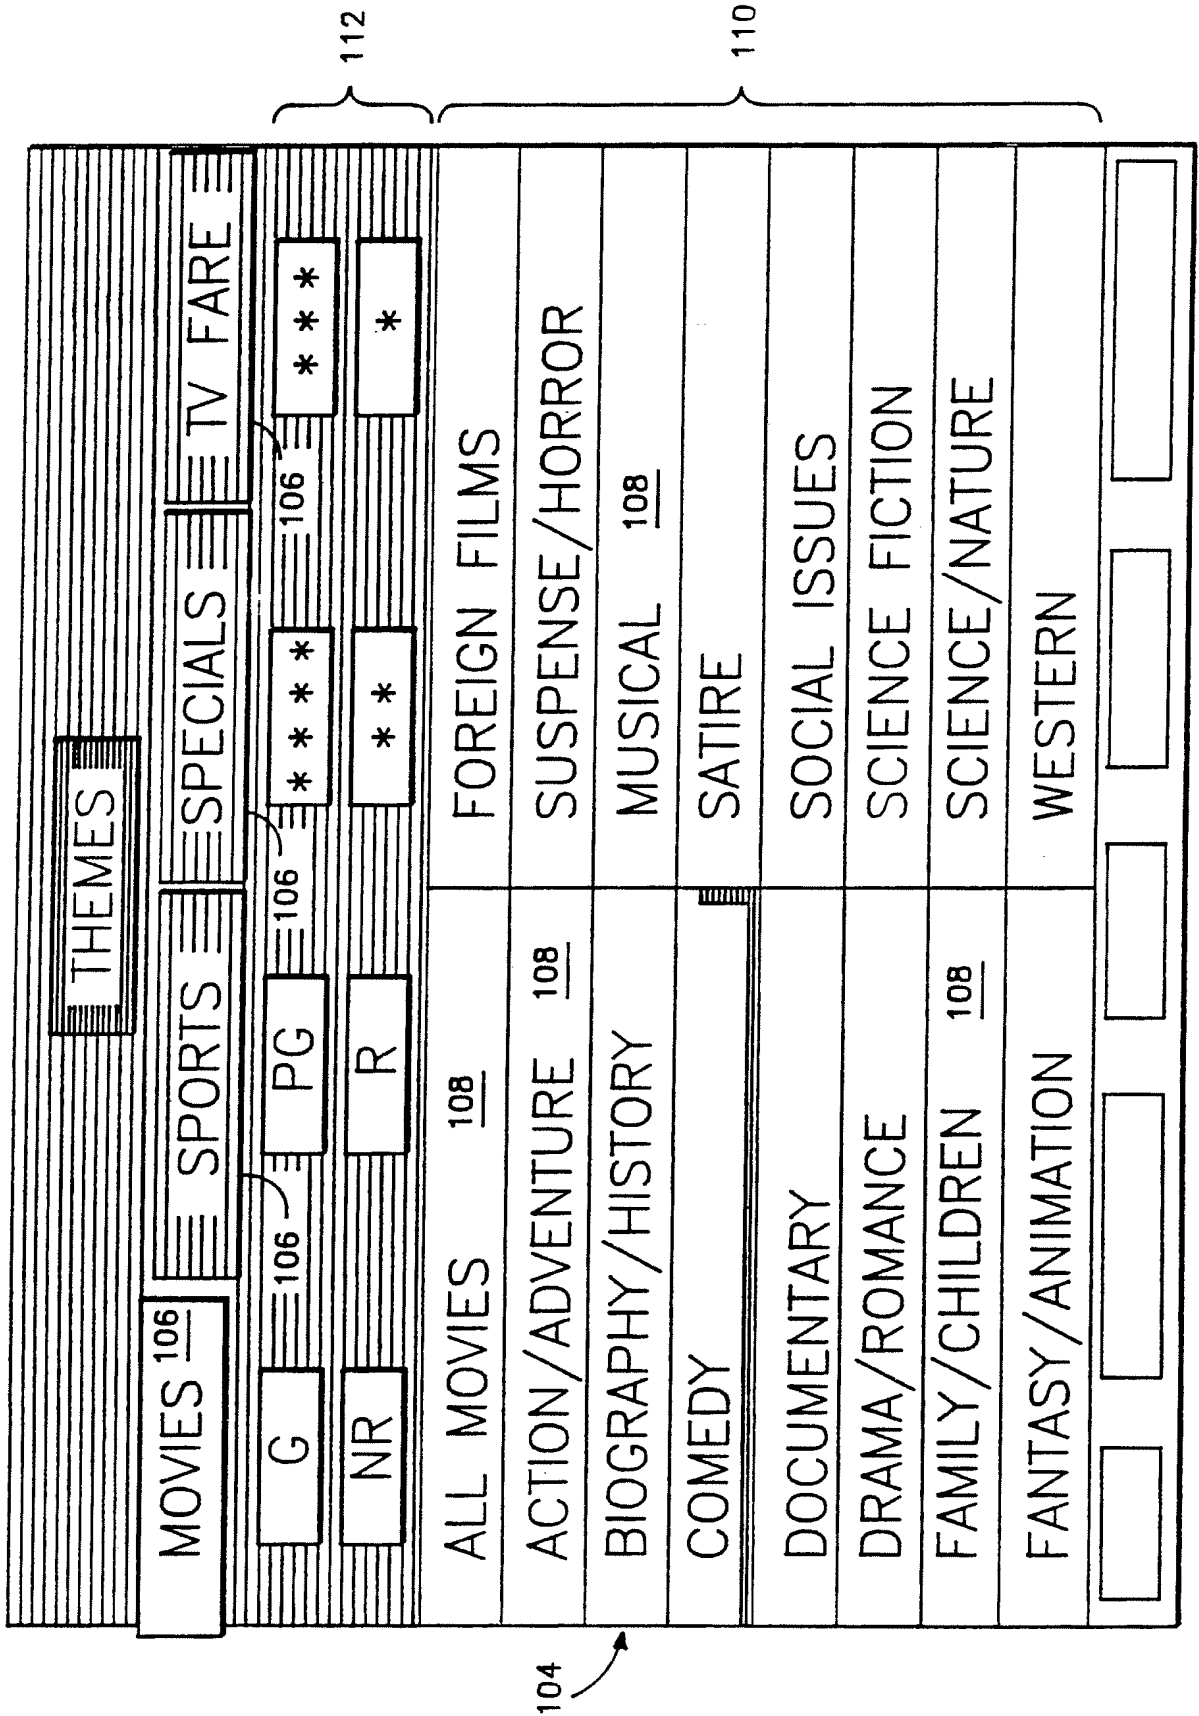 THEMES
MOVIES 106 SPORTS SPECIALS TV FARE
G 106 PG 106 **** 106 ***
112
NR R ** *
ALL MOVIES 108 FOREIGN FILMS
ACTION/ADVENTURE 108 SUSPENSE/HORROR
BIOGRAPHY/HISTORY MUSICAL 108
104
COMEDY SATIRE
110
DOCUMENTARY SOCIAL ISSUES
DRAMA/ROMANCE SCIENCE FICTION
FAMILY/CHILDREN 108 SCIENCE/NATURE
FANTASY/ANIMATION WESTERN